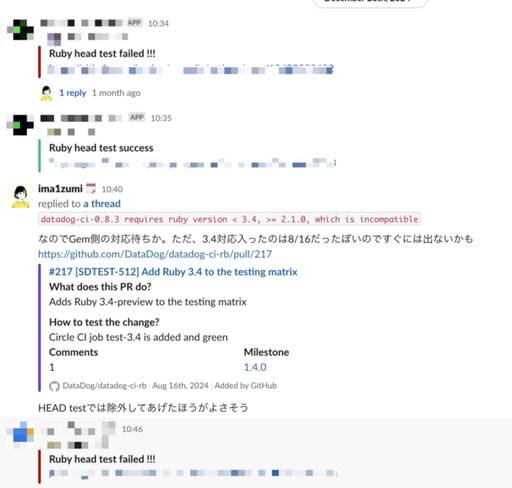 APP 10:34
Ruby head test failed !!!
1 reply 1 month ago
APP 10:35
Ruby head test success
ima1zumi 10:40
replied to a thread
datadog-ci-0.8.3 requires ruby version < 3.4, >= 2.1.0, which is incompatible
なのでGem側の対応待ちか。ただ、3.4対応入ったのは8/16だったぽいのですぐには出ないかも
https://github.com/DataDog/datadog-ci-rb/pull/217
#217 [SDTEST-512] Add Ruby 3.4 to the testing matrix
What does this PR do?
Adds Ruby 3.4-preview to the testing matrix
How to test the change?
Circle CI job test-3.4 is added and green
Comments Milestone
1 1.4.0
DataDog/datadog-ci-rb Aug 16th, 2024 Added by GitHub
HEAD testでは除外してあげたほうがよさそう
10:46
Ruby head test failed !!!